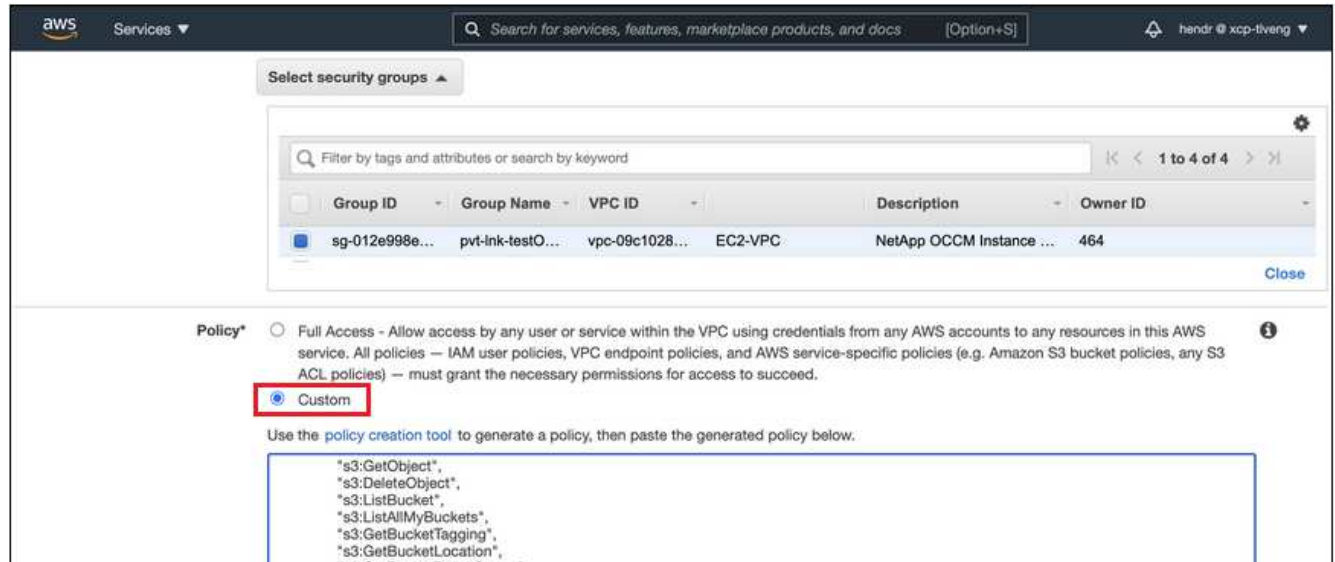 aws Services ▼ Search for services, features, marketplace products, and docs [Option+S] hendr @ xcp-tiveng ▼
Select security groups ▲
Filter by tags and attributes or search by keyword 1 to 4 of 4
Group ID Group Name VPC ID Description Owner ID
sg-012e998e... pvt-lnk-testO... vpc-09c1028... EC2-VPC NetApp OCCM Instance ... 464
Close
Policy* Full Access - Allow access by any user or service within the VPC using credentials from any AWS accounts to any resources in this AWS
service. All policies — IAM user policies, VPC endpoint policies, and AWS service-specific policies (e.g. Amazon S3 bucket policies, any S3
ACL policies) — must grant the necessary permissions for access to succeed.
Custom
Use the policy creation tool to generate a policy, then paste the generated policy below.
"s3:GetObject",
"s3:DeleteObject",
"s3:ListBucket",
"s3:ListAllMyBuckets",
"s3:GetBucketTagging",
"s3:GetBucketLocation",